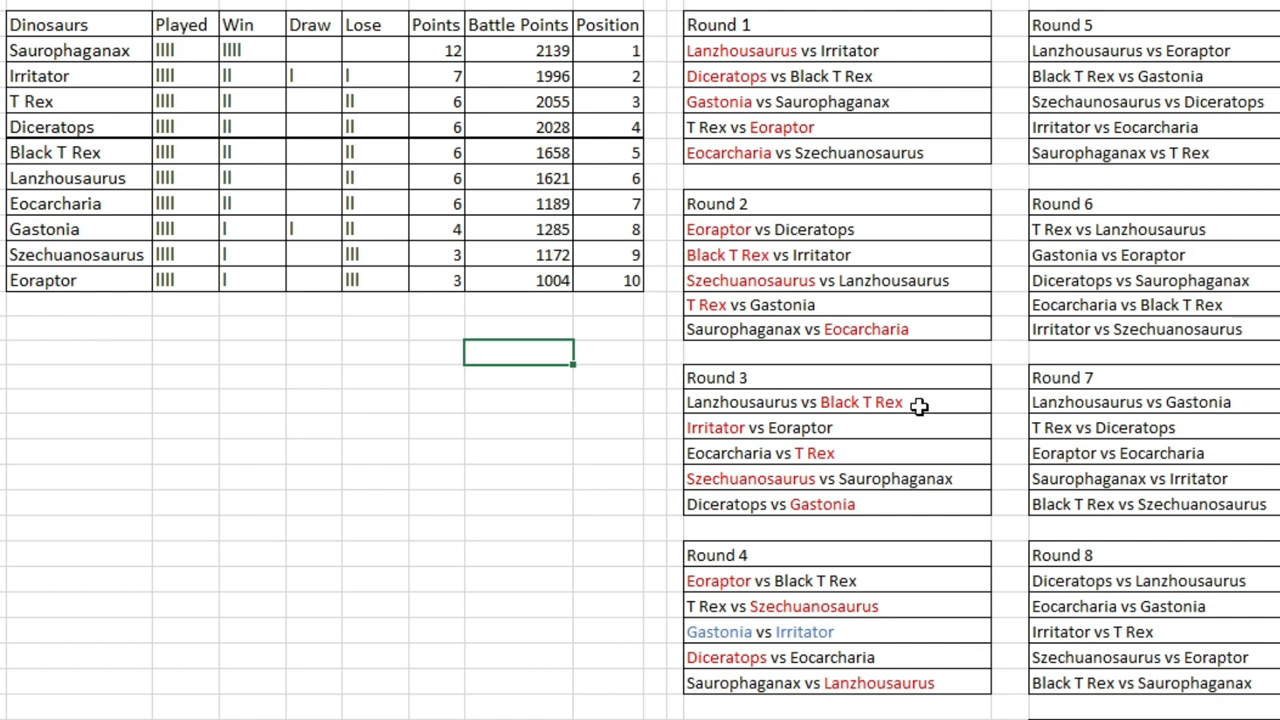 Dinosaurs Played Win Draw Lose Points Battle Points Position
Saurophaganax IIII IIII 12 2139 1
Irritator IIII II I I 7 1996 2
T Rex IIII II II 6 2055 3
Diceratops IIII II II 6 2028 4
Black T Rex IIII II II 6 1658 5
Lanzhousaurus IIII II II 6 1621 6
Eocarcharia IIII II II 6 1189 7
Gastonia IIII I I II 4 1285 8
Szechuanosaurus IIII I III 3 1172 9
Eoraptor IIII I III 3 1004 10
Round 1
Lanzhousaurus vs Irritator
Diceratops vs Black T Rex
Gastonia vs Saurophaganax
T Rex vs Eoraptor
Eocarcharia vs Szechuanosaurus
Round 2
Eoraptor vs Diceratops
Black T Rex vs Irritator
Szechuanosaurus vs Lanzhousaurus
T Rex vs Gastonia
Saurophaganax vs Eocarcharia
Round 3
Lanzhousaurus vs Black T Rex
Irritator vs Eoraptor
Eocarcharia vs T Rex
Szechuanosaurus vs Saurophaganax
Diceratops vs Gastonia
Round 4
Eoraptor vs Black T Rex
T Rex vs Szechuanosaurus
Gastonia vs Irritator
Diceratops vs Eocarcharia
Saurophaganax vs Lanzhousaurus
Round 5
Lanzhousaurus vs Eoraptor
Black T Rex vs Gastonia
Szechaunosaurus vs Diceratops
Irritator vs Eocarcharia
Saurophaganax vs T Rex
Round 6
T Rex vs Lanzhousaurus
Gastonia vs Eoraptor
Diceratops vs Saurophaganax
Eocarcharia vs Black T Rex
Irritator vs Szechuanosaurus
Round 7
Lanzhousaurus vs Gastonia
T Rex vs Diceratops
Eoraptor vs Eocarcharia
Saurophaganax vs Irritator
Black T Rex vs Szechuanosaurus
Round 8
Diceratops vs Lanzhousaurus
Eocarcharia vs Gastonia
Irritator vs T Rex
Szechuanosaurus vs Eoraptor
Black T Rex vs Saurophaganax